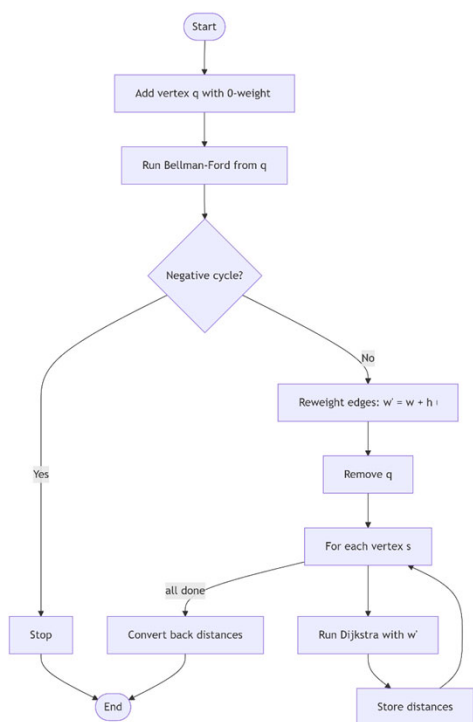 Start
Add vertex q with 0-weight
Run Bellman-Ford from q
Negative cycle?
No
Reweight edges: w' = w + h
Remove q
Yes
For each vertex s
all done
Stop
Convert back distances
Run Dijkstra with w'
End
Store distances